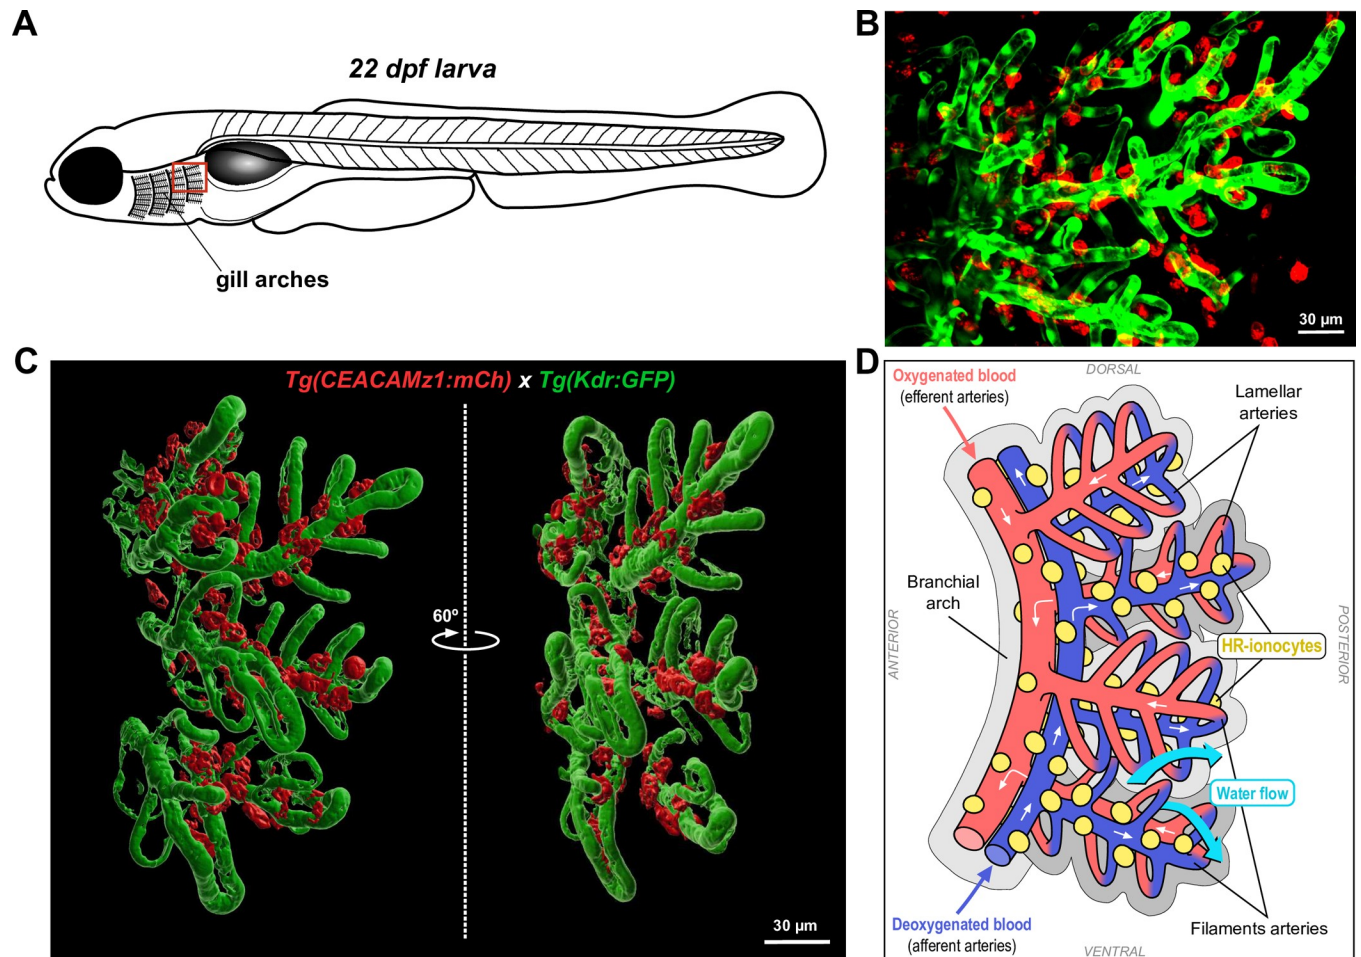 A
22 dpf larva
gill arches
B
30 µm
C
Tg(CEACAMz1:mCh) x Tg(Kdr:GFP)
60º
30 µm
D
DORSAL
Oxygenated blood
(efferent arteries)
Lamellar
arteries
Branchial
arch
ANTERIOR
POSTERIOR
HR-ionocytes
Water flow
Deoxygenated blood
(afferent arteries)
Filaments arteries
VENTRAL